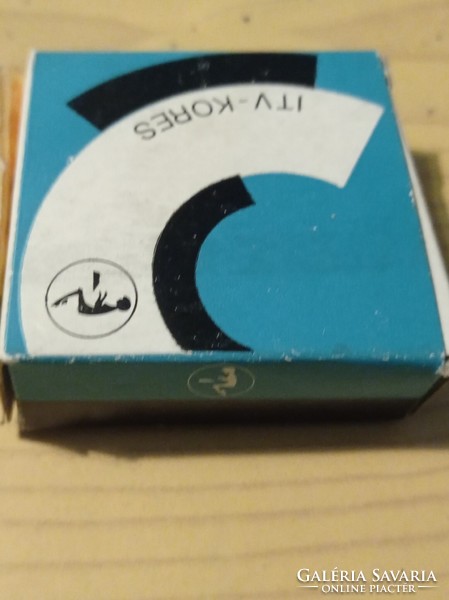 ITV-KORES
GALÉRIA SAVARIA
ONLINE PIACTÉR